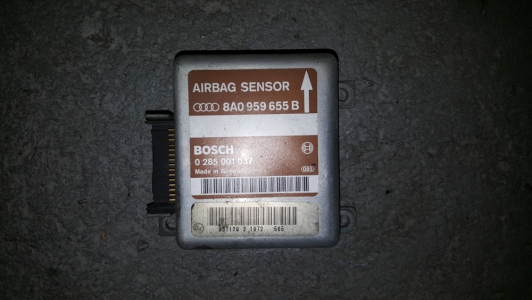 AIRBAG SENSOR
8A0 959 655 B
BOSCH
0 285 001 037
Made in Germany